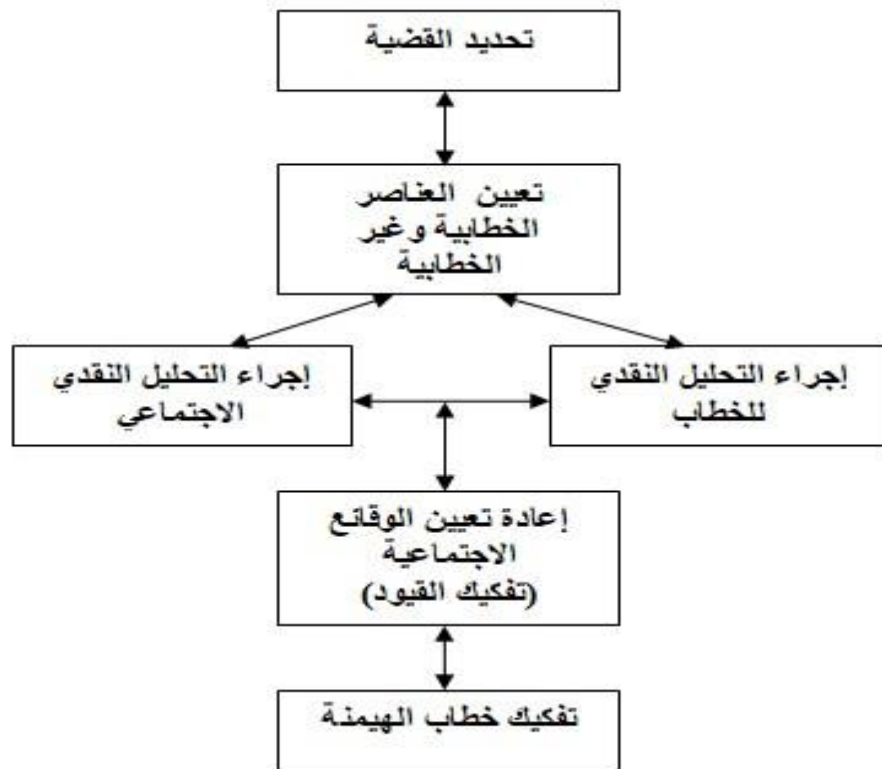 تحديد القضية
تعيين العناصر
الخطابية وغير
الخطابية
إجراء التحليل النقدي
للخطاب
إجراء التحليل النقدي
الاجتماعي
إعادة تعيين الوقائع
الاجتماعية
(تفكيك القيود)
تفكيك خطاب الهيمنة